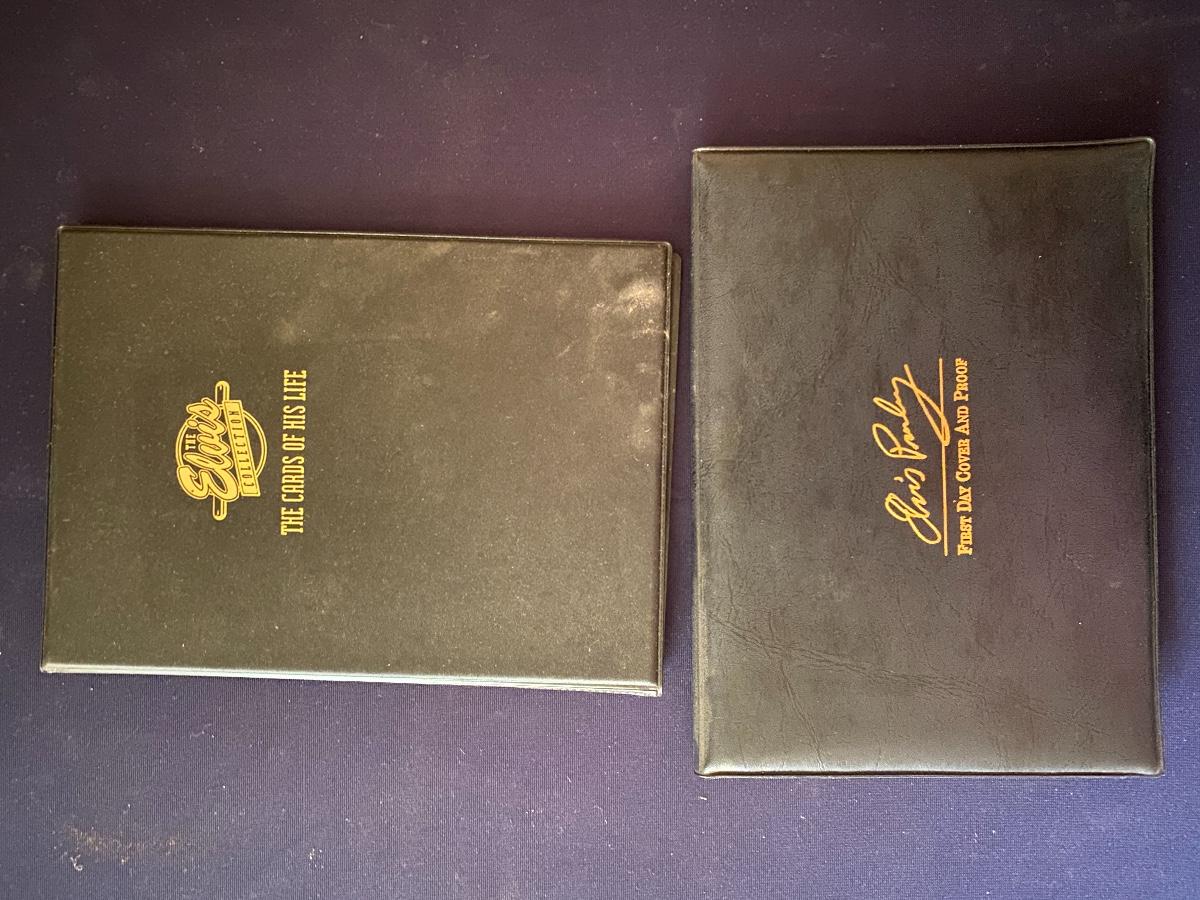 THE
Elvis
COLLECTION
THE CARDS OF HIS LIFE
Elvis Presley
FIRST DAY COVER AND PROOF